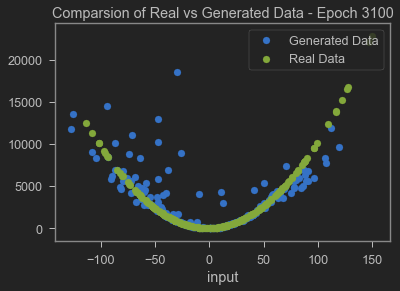 Comparsion of Real vs Generated Data - Epoch 3100
Generated Data
Real Data
20000
15000
10000
5000
0
−100
−50
0
50
100
150
input